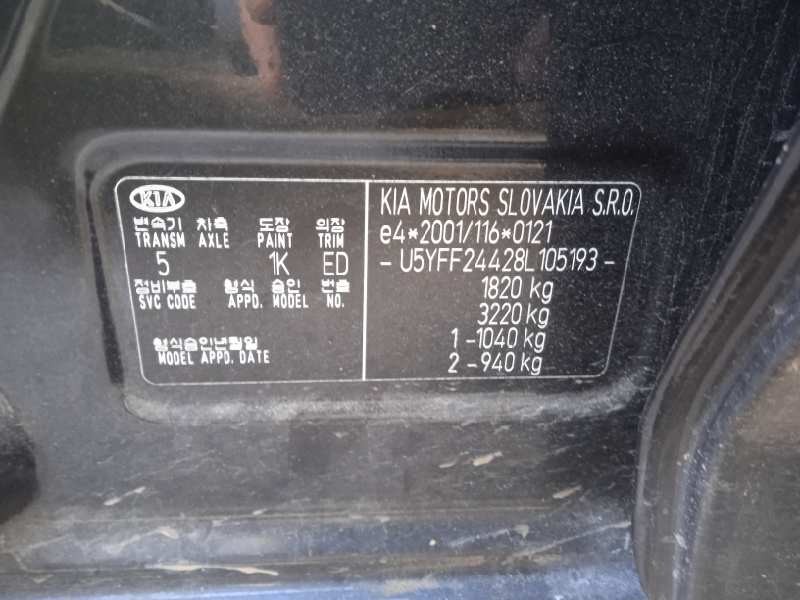 KIA
변속기 차축 도장 의장
TRANSM AXLE PAINT TRIM
5 1K ED
정비부호 형식 승인 번호
SVC CODE APPD. MODEL NO.
형식승인년월일
MODEL APPD. DATE
KIA MOTORS SLOVAKIA S.R.O.
e4*2001/116*0121
- U5YFF24428L105193 -
1820 kg
3220 kg
1 -1040 kg
2 -940 kg